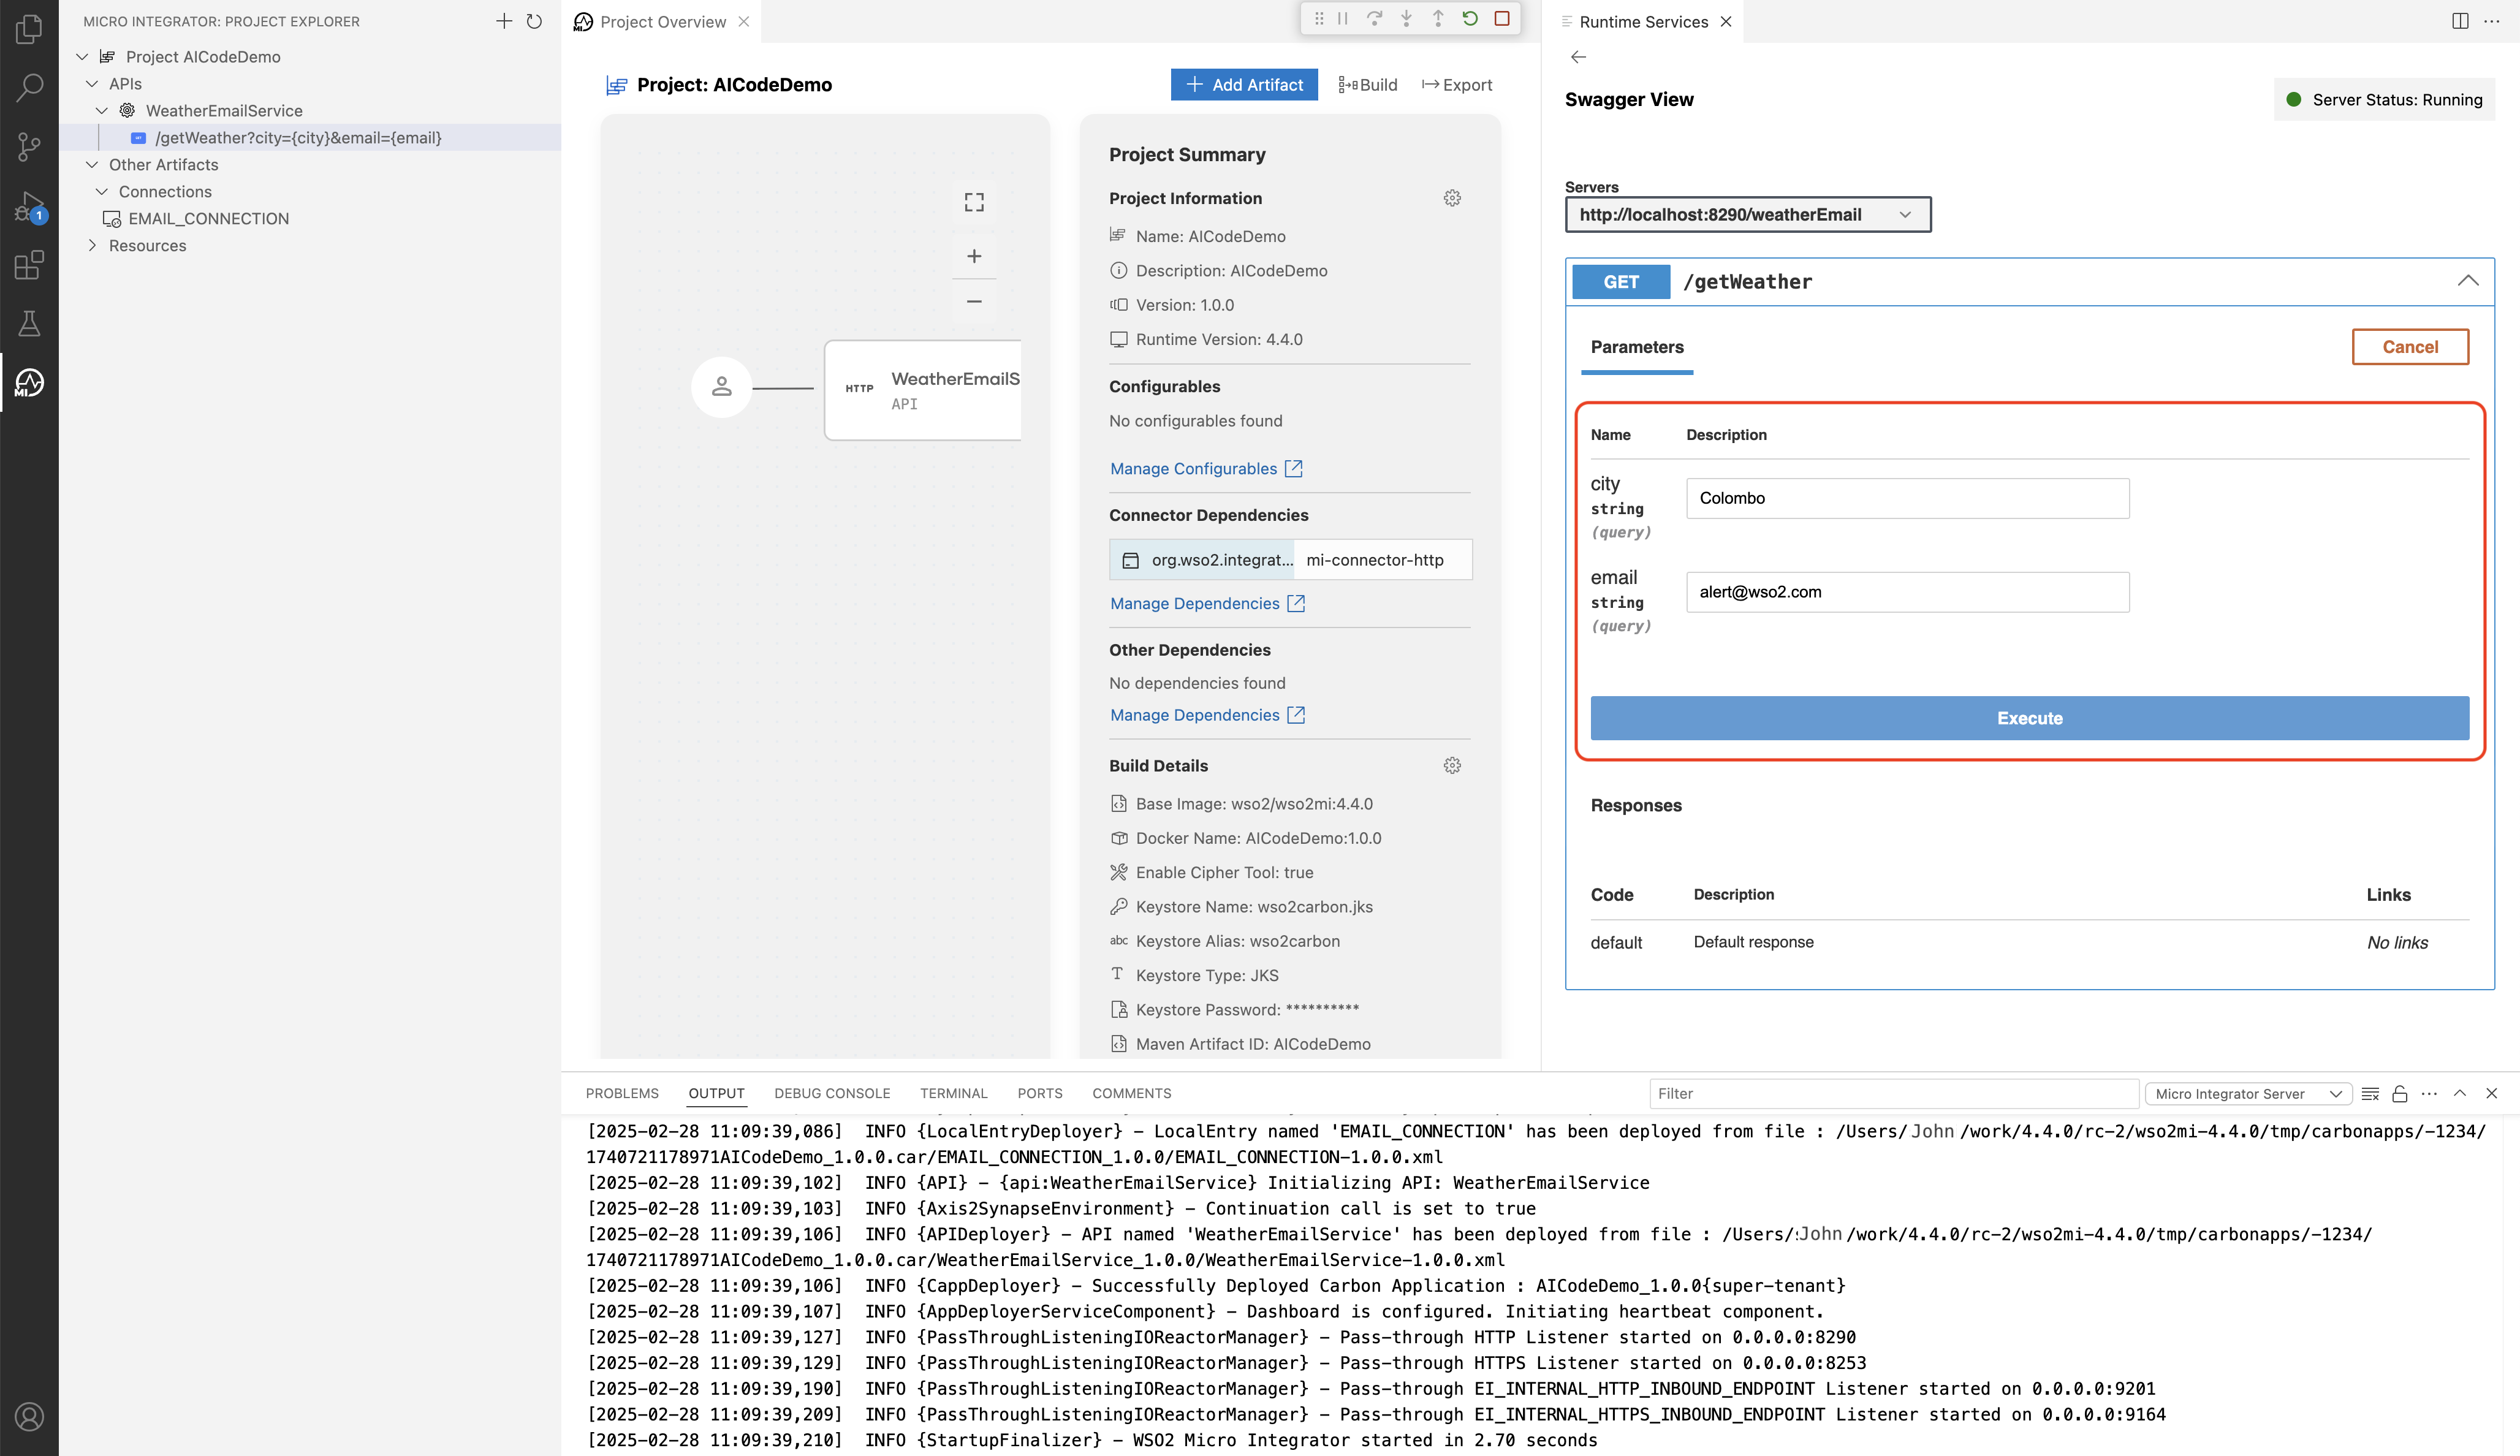 MICRO INTEGRATOR: PROJECT EXPLORER
Project AICodeDemo
APIs
WeatherEmailService
/getWeather?city={city}&email={email}
Other Artifacts
Connections
EMAIL_CONNECTION
Resources
1
MI
Project Overview
Project: AICodeDemo
Add Artifact
Build
Export
HTTP
WeatherEmailS
API
Project Summary
Project Information
Name: AICodeDemo
Description: AICodeDemo
Version: 1.0.0
Runtime Version: 4.4.0
Configurables
No configurables found
Manage Configurables
Connector Dependencies
org.wso2.integrat... mi-connector-http
Manage Dependencies
Other Dependencies
No dependencies found
Manage Dependencies
Build Details
Base Image: wso2/wso2mi:4.4.0
Docker Name: AICodeDemo:1.0.0
Enable Cipher Tool: true
Keystore Name: wso2carbon.jks
abc Keystore Alias: wso2carbon
Keystore Type: JKS
Keystore Password: **********
Maven Artifact ID: AICodeDemo
Runtime Services
Swagger View
Server Status: Running
Servers
http://localhost:8290/weatherEmail
GET /getWeather
Parameters
Cancel
Name Description
city
string
(query)
Colombo
email
string
(query)
alert@wso2.com
Execute
Responses
Code Description Links
default Default response No links
PROBLEMS OUTPUT DEBUG CONSOLE TERMINAL PORTS COMMENTS
Filter
Micro Integrator Server
[2025-02-28 11:09:39,086] INFO {LocalEntryDeployer} - LocalEntry named 'EMAIL_CONNECTION' has been deployed from file : /Users/ John /work/4.4.0/rc-2/wso2mi-4.4.0/tmp/carbonapps/-1234/
1740721178971AICodeDemo_1.0.0.car/EMAIL_CONNECTION_1.0.0/EMAIL_CONNECTION-1.0.0.xml
[2025-02-28 11:09:39,102] INFO {API} - {api:WeatherEmailService} Initializing API: WeatherEmailService
[2025-02-28 11:09:39,103] INFO {Axis2SynapseEnvironment} - Continuation call is set to true
[2025-02-28 11:09:39,106] INFO {APIDeployer} - API named 'WeatherEmailService' has been deployed from file : /Users/ John /work/4.4.0/rc-2/wso2mi-4.4.0/tmp/carbonapps/-1234/
1740721178971AICodeDemo_1.0.0.car/WeatherEmailService_1.0.0/WeatherEmailService-1.0.0.xml
[2025-02-28 11:09:39,106] INFO {CappDeployer} - Successfully Deployed Carbon Application : AICodeDemo_1.0.0{super-tenant}
[2025-02-28 11:09:39,107] INFO {AppDeployerServiceComponent} - Dashboard is configured. Initiating heartbeat component.
[2025-02-28 11:09:39,127] INFO {PassThroughListeningIOReactorManager} - Pass-through HTTP Listener started on 0.0.0.0:8290
[2025-02-28 11:09:39,129] INFO {PassThroughListeningIOReactorManager} - Pass-through HTTPS Listener started on 0.0.0.0:8253
[2025-02-28 11:09:39,190] INFO {PassThroughListeningIOReactorManager} - Pass-through EI_INTERNAL_HTTP_INBOUND_ENDPOINT Listener started on 0.0.0.0:9201
[2025-02-28 11:09:39,209] INFO {PassThroughListeningIOReactorManager} - Pass-through EI_INTERNAL_HTTPS_INBOUND_ENDPOINT Listener started on 0.0.0.0:9164
[2025-02-28 11:09:39,210] INFO {StartupFinalizer} - WSO2 Micro Integrator started in 2.70 seconds